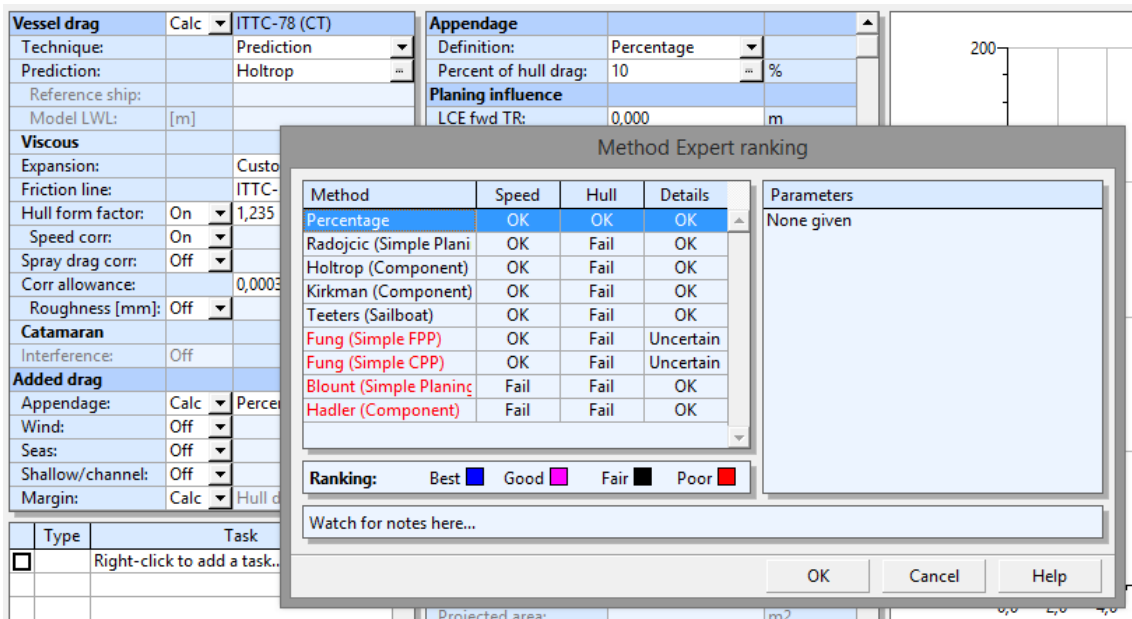 Vessel drag Calc ITTC-78 (CT)
Technique: Prediction
Prediction: Holtrop ...
Reference ship:
Model LWL: [m]
Viscous
Expansion: Custo
Friction line: ITTC-
Hull form factor: On 1,235
Speed corr: On
Spray drag corr: Off
Corr allowance: 0,0003
Roughness [mm]: Off
Catamaran
Interference: Off
Added drag
Appendage: Calc Percen
Wind: Off
Seas: Off
Shallow/channel: Off
Margin: Calc Hull d
Type Task
Right-click to add a task...
Appendage
Definition: Percentage
Percent of hull drag: 10 ... %
Planing influence
LCE fwd TR: 0,000 m
Method Expert ranking
Method Speed Hull Details
Percentage OK OK OK
Radojcic (Simple Plani OK Fail OK
Holtrop (Component) OK Fail OK
Kirkman (Component) OK Fail OK
Teeters (Sailboat) OK Fail OK
Fung (Simple FPP) OK Fail Uncertain
Fung (Simple CPP) OK Fail Uncertain
Blount (Simple Planing Fail Fail OK
Hadler (Component) Fail Fail OK
Parameters
None given
Ranking: Best Good Fair Poor
Watch for notes here...
OK Cancel Help
Projected area: m2
200
0,0 2,0 4,0